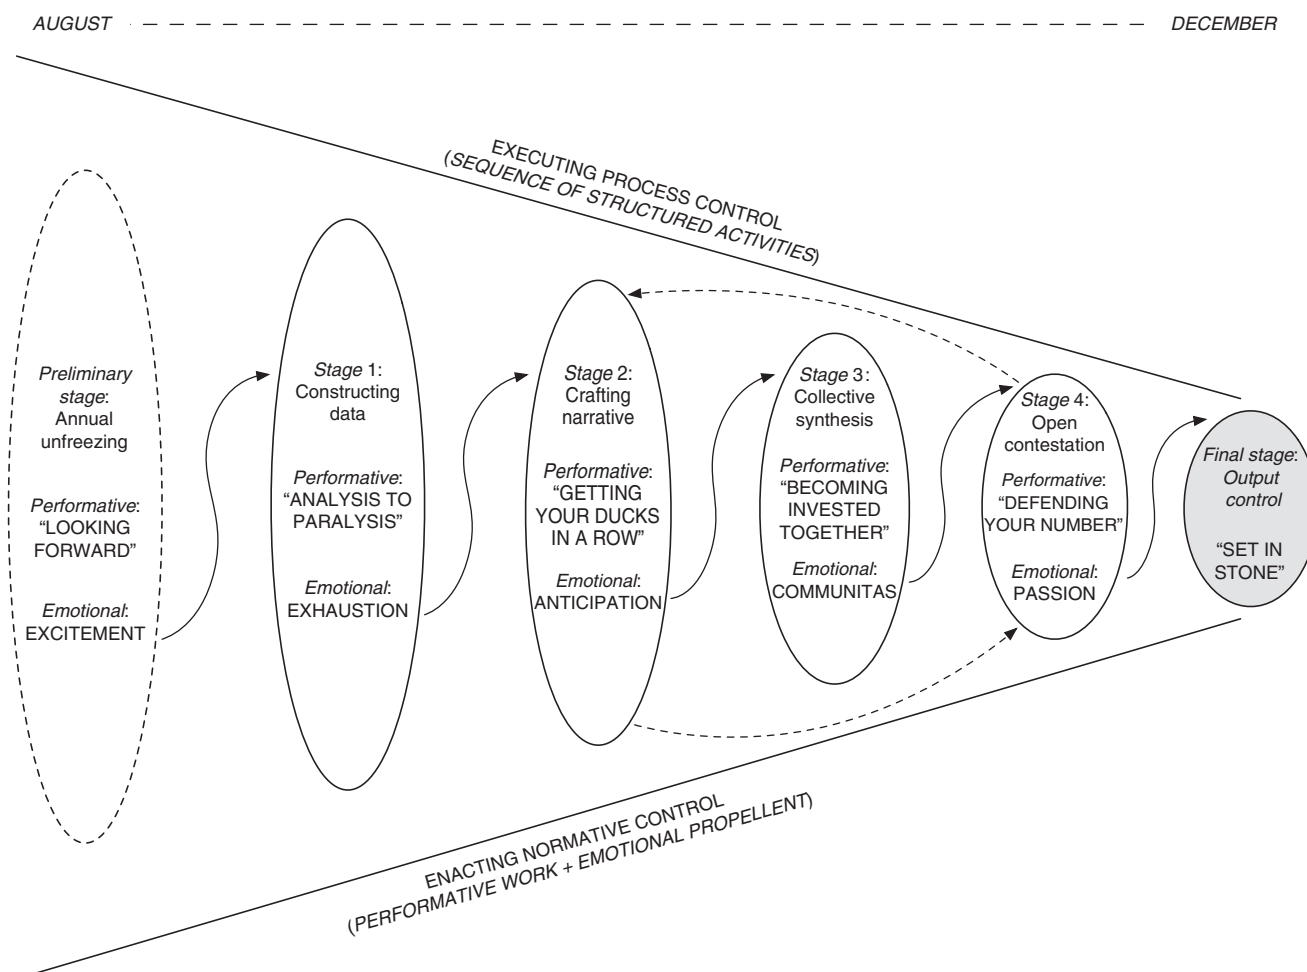 AUGUST
DECEMBER
EXECUTING PROCESS CONTROL
(SEQUENCE OF STRUCTURED ACTIVITIES)
Preliminary
stage:
Annual
unfreezing
Performative:
“LOOKING
FORWARD”
Emotional:
EXCITEMENT
Stage 1:
Constructing
data
Performative:
“ANALYSIS TO
PARALYSIS”
Emotional:
EXHAUSTION
Stage 2:
Crafting
narrative
Performative:
“GETTING
YOUR DUCKS
IN A ROW”
Emotional:
ANTICIPATION
Stage 3:
Collective
synthesis
Performative:
“BECOMING
INVESTED
TOGETHER”
Emotional:
COMMUNITAS
Stage 4:
Open
contestation
Performative:
“DEFENDING
YOUR NUMBER”
Emotional:
PASSION
Final stage:
Output
control
“SET IN
STONE”
ENACTING NORMATIVE CONTROL
(PERFORMATIVE WORK + EMOTIONAL PROPELLENT)